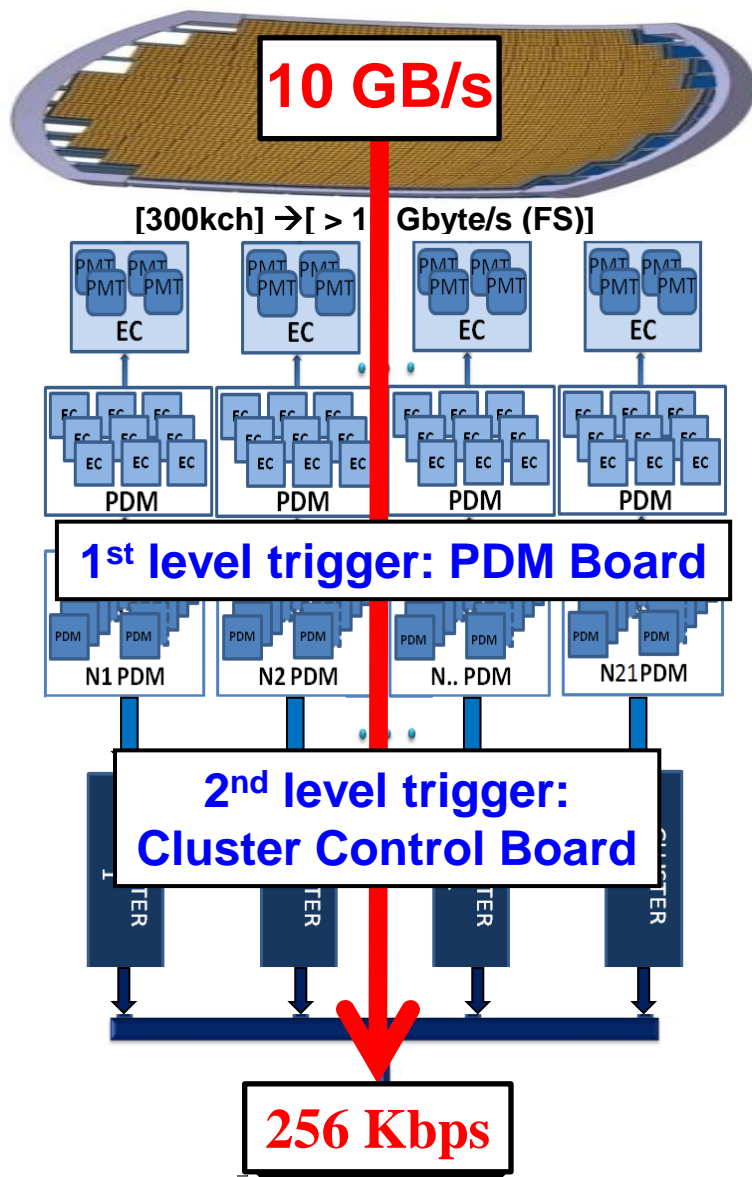 10 GB/s
[300kch] →[ > 1 Gbyte/s (FS)]
PMT PMT PMT PMT PMT PMT PMT PMT
PMT PMT PMT PMT PMT PMT PMT PMT
EC EC EC EC
EC EC EC EC EC EC EC EC EC EC EC EC
EC EC EC EC EC EC EC EC EC EC EC EC
EC EC EC EC EC EC EC EC EC EC EC EC
PDM PDM PDM PDM
1st level trigger: PDM Board
PDM PDM PDM PDM PDM PDM PDM PDM
N1 PDM N2 PDM N.. PDM N21PDM
2nd level trigger:
Cluster Control Board
256 Kbps